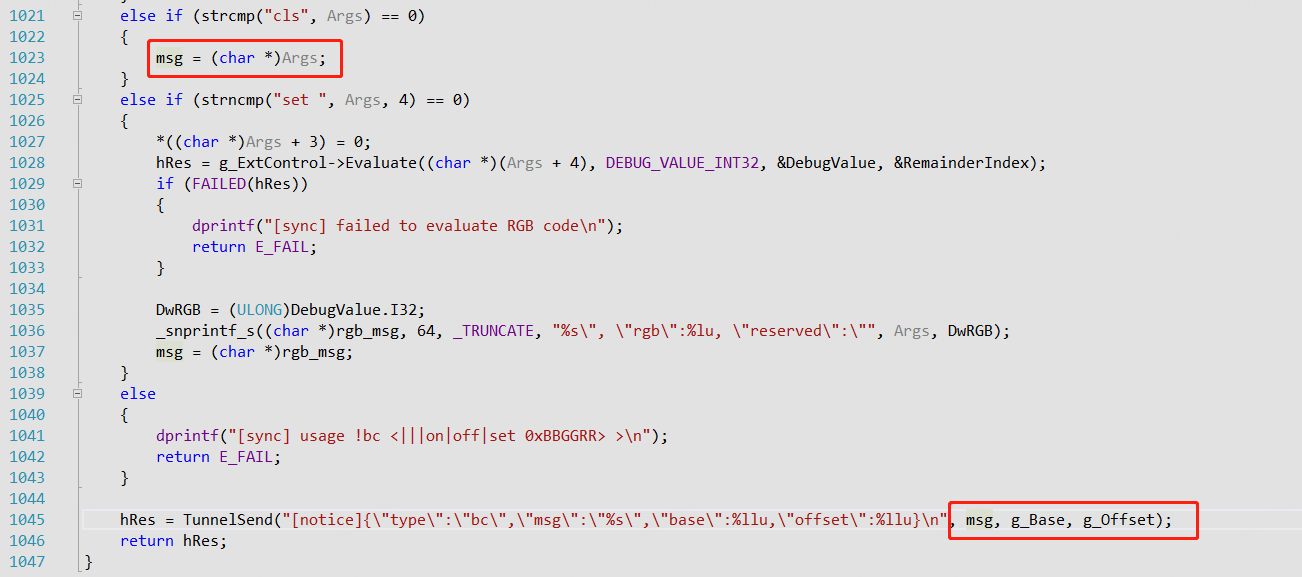 1021 else if (strcmp("cls", Args) == 0)
1022 {
1023 msg = (char *)Args;
1024 }
1025 else if (strncmp("set ", Args, 4) == 0)
1026 {
1027 *((char *)Args + 3) = 0;
1028 hRes = g_ExtControl->Evaluate((char *)(Args + 4), DEBUG_VALUE_INT32, &DebugValue, &RemainderIndex);
1029 if (FAILED(hRes))
1030 {
1031 dprintf("[sync] failed to evaluate RGB code\n");
1032 return E_FAIL;
1033 }
1034
1035 DwRGB = (ULONG)DebugValue.I32;
1036 _snprintf_s((char *)rgb_msg, 64, _TRUNCATE, "%s\", \"rgb\":%lu, \"reserved\":\"", Args, DwRGB);
1037 msg = (char *)rgb_msg;
1038 }
1039 else
1040 {
1041 dprintf("[sync] usage !bc <|||on|off|set 0xBBGGRR> >\n");
1042 return E_FAIL;
1043 }
1044
1045 hRes = TunnelSend("[notice]{\"type\":\"bc\",\"msg\":\"%s\",\"base\":%llu,\"offset\":%llu}\n", msg, g_Base, g_Offset);
1046 return hRes;
1047 }